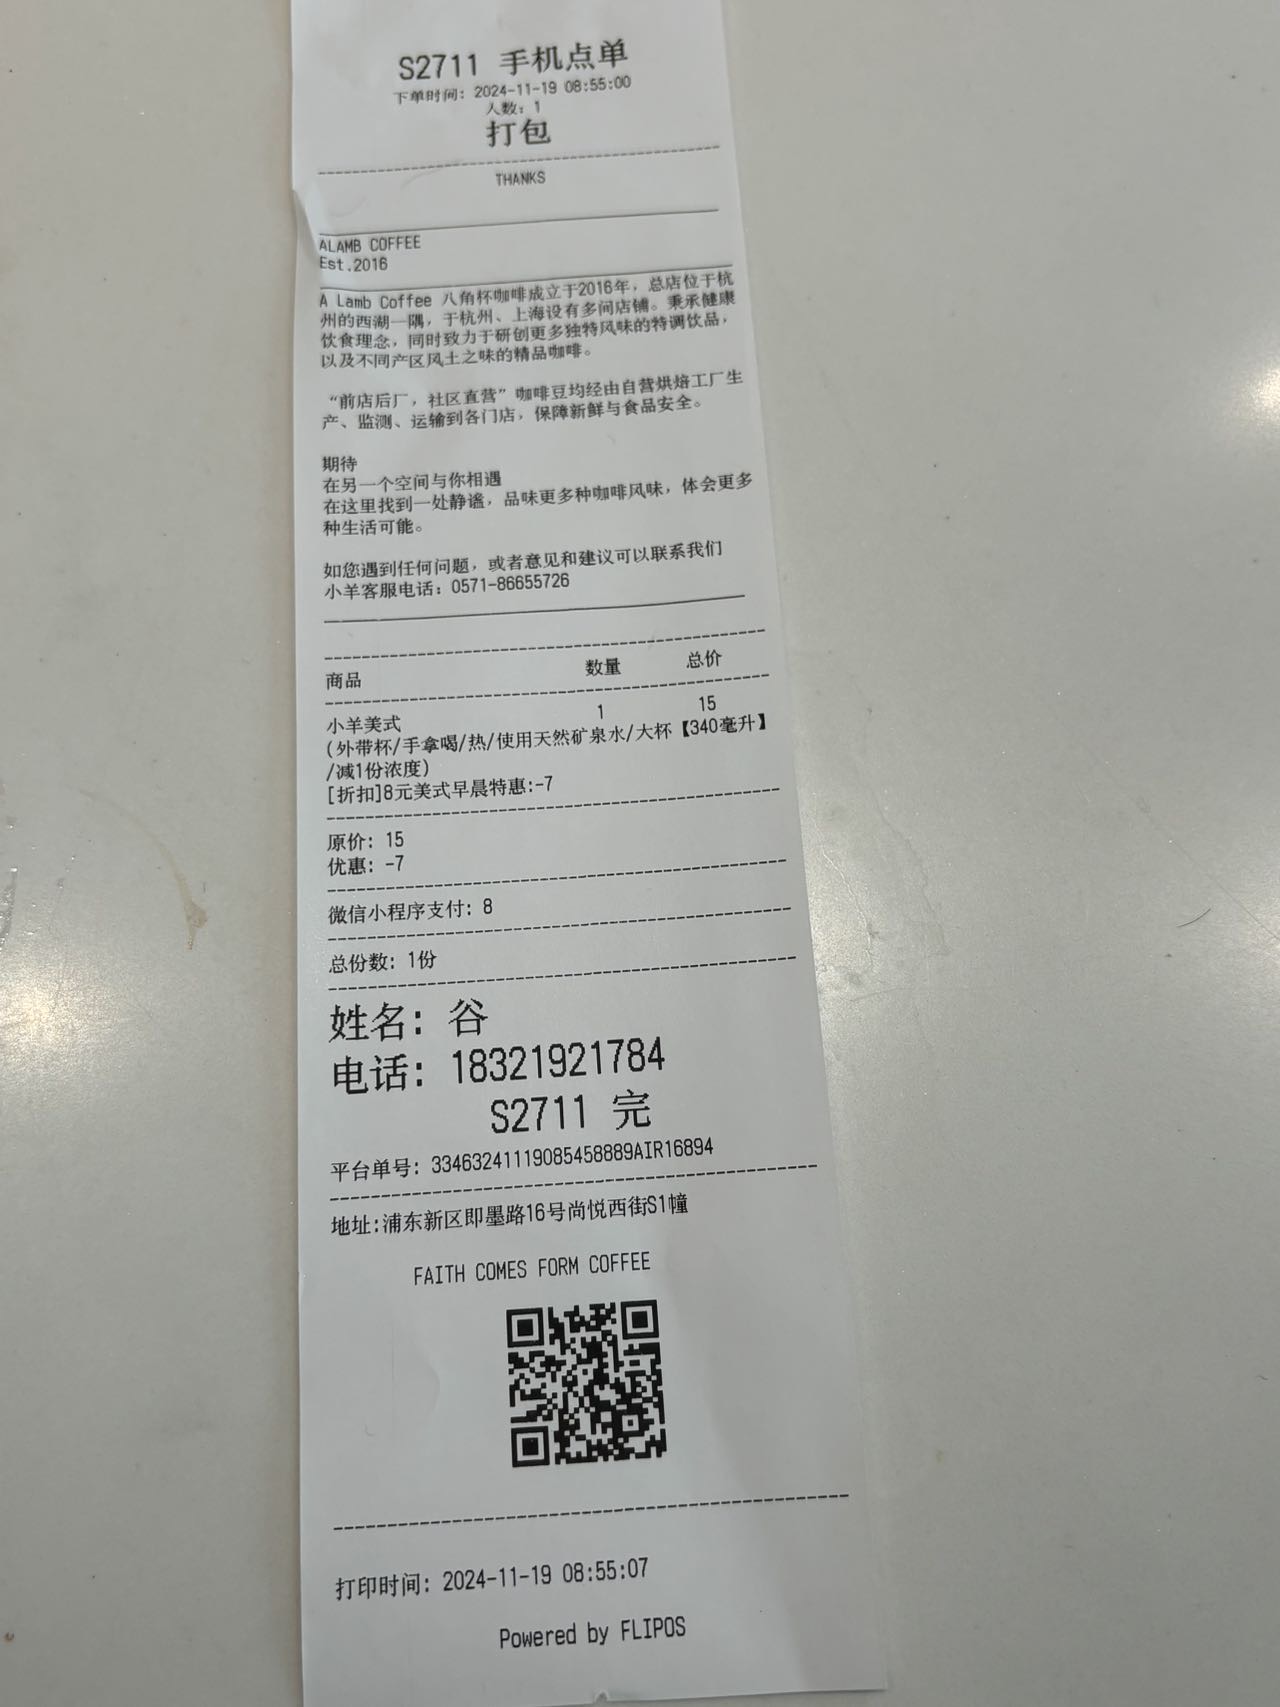 S2711 手机点单
下单时间: 2024-11-19 08:55:00
人数: 1
打包
THANKS
ALAMB COFFEE
Est.2016
A Lamb Coffee 八角杯咖啡成立于2016年，总店位于杭
州的西湖一隅，于杭州、上海设有多间店铺。秉承健康
饮食理念，同时致力于研创更多独特风味的特调饮品，
以及不同产区风土之味的精品咖啡。
“前店后厂，社区直营”咖啡豆均经由自营烘焙工厂生
产、监测、运输到各门店，保障新鲜与食品安全。
期待
在另一个空间与你相遇
在这里找到一处静谧，品味更多种咖啡风味，体会更多
种生活可能。
如您遇到任何问题，或者意见和建议可以联系我们
小羊客服电话：0571-86655726
商品 数量 总价
小羊美式 1 15
(外带杯/手拿喝/热/使用天然矿泉水/大杯【340毫升】
/减1份浓度)
[折扣]8元美式早晨特惠:-7
原价: 15
优惠: -7
微信小程序支付: 8
总份数: 1份
姓名: 谷
电话: 18321921784
S2711 完
平台单号: 33463241119085458889AIR16894
地址:浦东新区即墨路16号尚悦西街S1幢
FAITH COMES FORM COFFEE
打印时间: 2024-11-19 08:55:07
Powered by FLIPOS